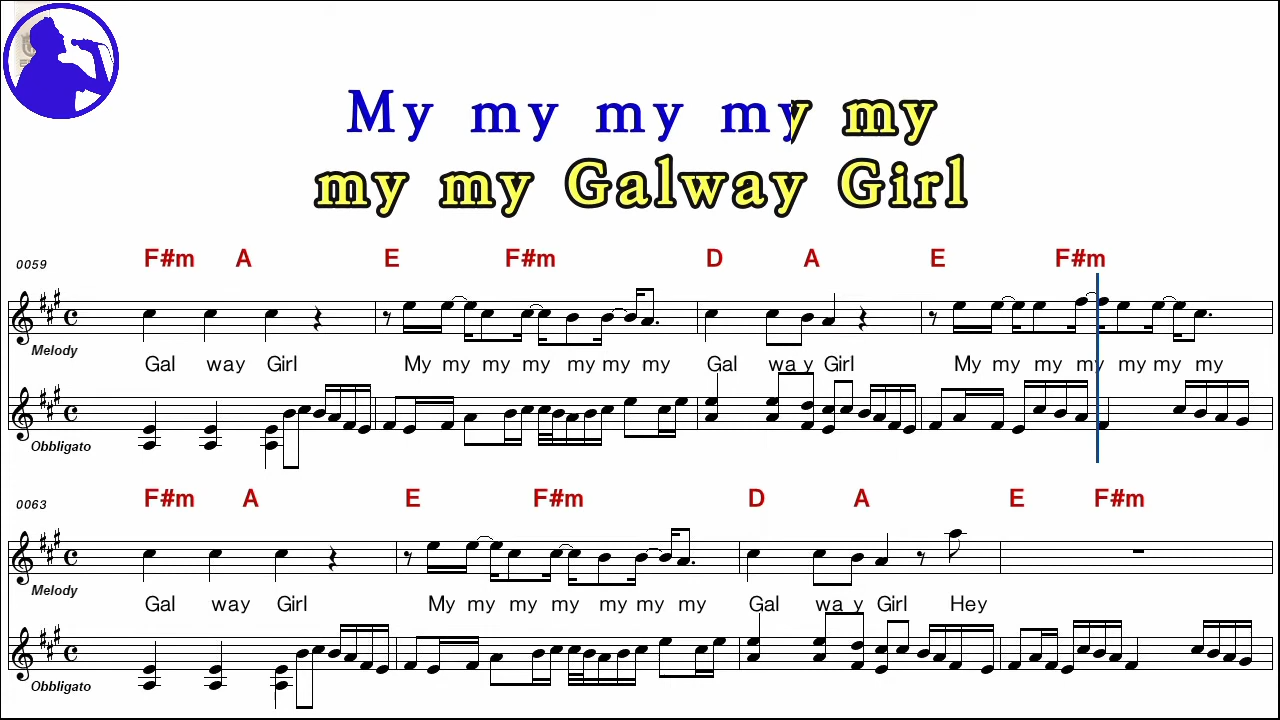 My my my my my
my my Galway Girl
0059 F#m A E F#m D A E F#m
Melody
Gal way Girl My my my my my my my Gal wa y Girl My my my my my my my
Obbligato
0063 F#m A E F#m D A E F#m
Melody
Gal way Girl My my my my my my my Gal wa y Girl Hey
Obbligato